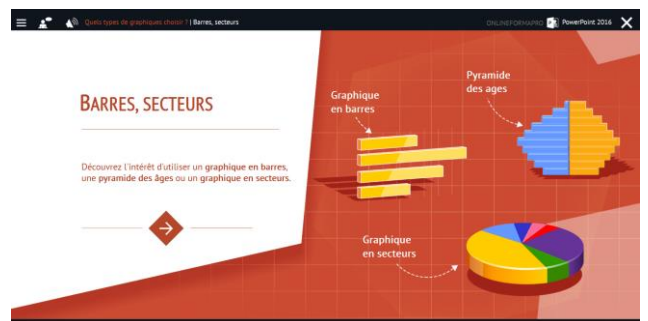 Quels types de graphiques choisir ? | Barres, secteurs
ONLINEFORMAPRO PowerPoint 2016
BARRES, SECTEURS
Découvrez l'intérêt d'utiliser un graphique en barres,
une pyramide des âges ou un graphique en secteurs.
Graphique
en barres
Pyramide
des ages
Graphique
en secteurs